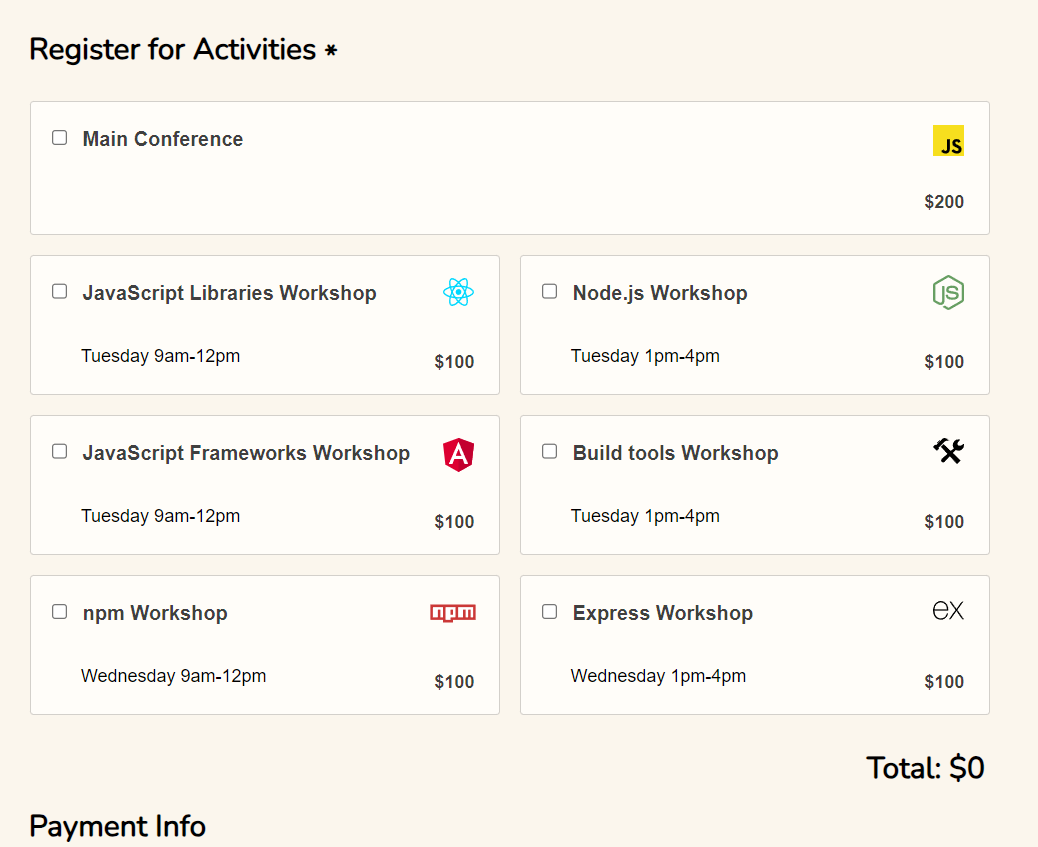 Register for Activities *
Main Conference
JS
$200
JavaScript Libraries Workshop
Tuesday 9am-12pm
$100
Node.js Workshop
JS
Tuesday 1pm-4pm
$100
JavaScript Frameworks Workshop
A
Tuesday 9am-12pm
$100
Build tools Workshop
Tuesday 1pm-4pm
$100
npm Workshop
npm
Wednesday 9am-12pm
$100
Express Workshop
ex
Wednesday 1pm-4pm
$100
Total: $0
Payment Info